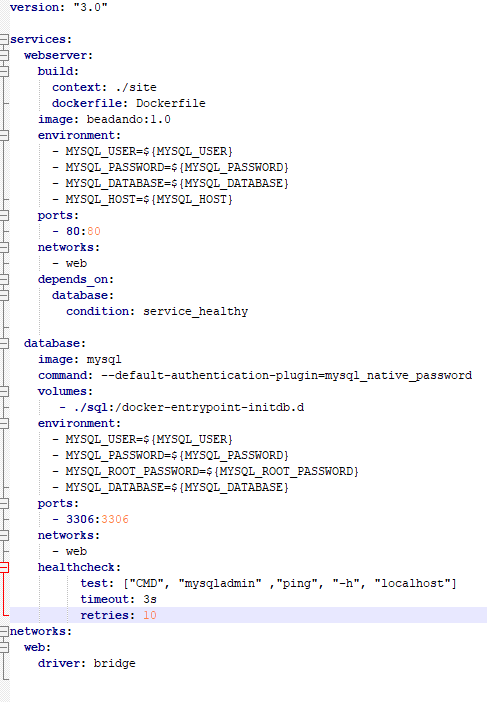 version: "3.0"

services:
  webserver:
    build:
      context: ./site
      dockerfile: Dockerfile
    image: beadando:1.0
    environment:
      - MYSQL_USER=${MYSQL_USER}
      - MYSQL_PASSWORD=${MYSQL_PASSWORD}
      - MYSQL_DATABASE=${MYSQL_DATABASE}
      - MYSQL_HOST=${MYSQL_HOST}
    ports:
      - 80:80
    networks:
      - web
    depends_on:
      database:
        condition: service_healthy

  database:
    image: mysql
    command: --default-authentication-plugin=mysql_native_password
    volumes:
       - ./sql:/docker-entrypoint-initdb.d
    environment:
      - MYSQL_USER=${MYSQL_USER}
      - MYSQL_PASSWORD=${MYSQL_PASSWORD}
      - MYSQL_ROOT_PASSWORD=${MYSQL_ROOT_PASSWORD}
      - MYSQL_DATABASE=${MYSQL_DATABASE}
    ports:
      - 3306:3306
    networks:
      - web
    healthcheck:
          test: ["CMD", "mysqladmin" ,"ping", "-h", "localhost"]
          timeout: 3s
          retries: 10
networks:
  web:
    driver: bridge